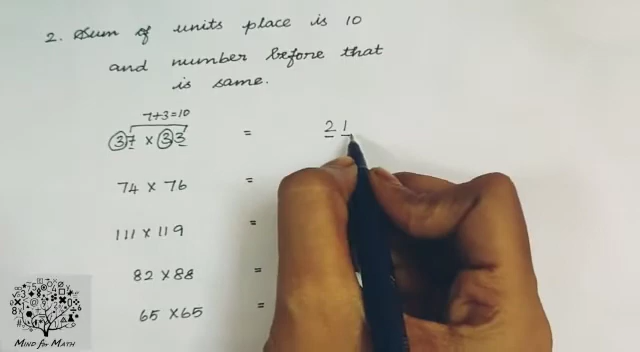 2. Sum of units place is 10
and number before that
is same.
7+3=10
37 × 33 = 21
74 × 76 =
111 × 119 =
82 × 88 =
65 × 65 =
MIND for MATH